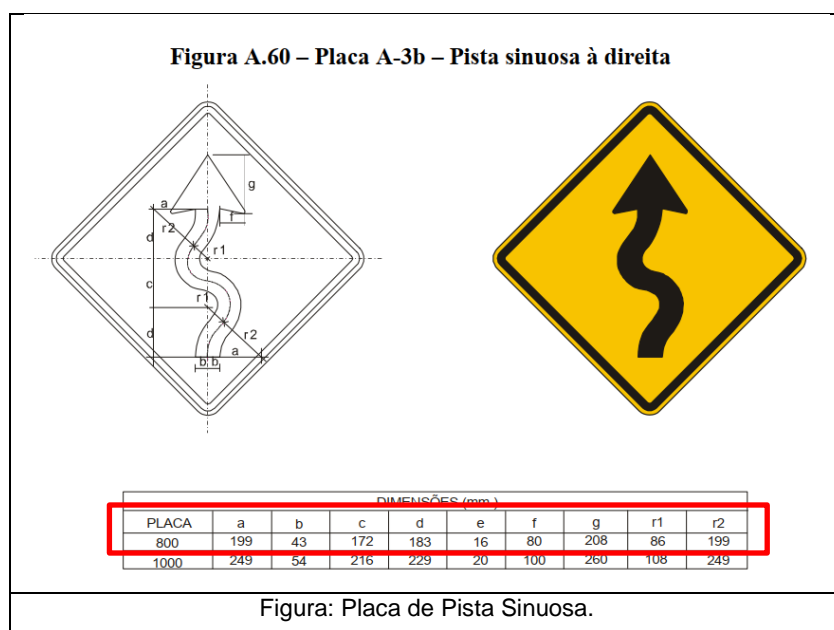 Figura A.60 – Placa A-3b – Pista sinuosa à direita
g
a
f
r2
d
r1
c
r1
d
r2
a
b b
DIMENSÕES (mm )
PLACA a b c d e f g r1 r2
800 199 43 172 183 16 80 208 86 199
1000 249 54 216 229 20 100 260 108 249
Figura: Placa de Pista Sinuosa.